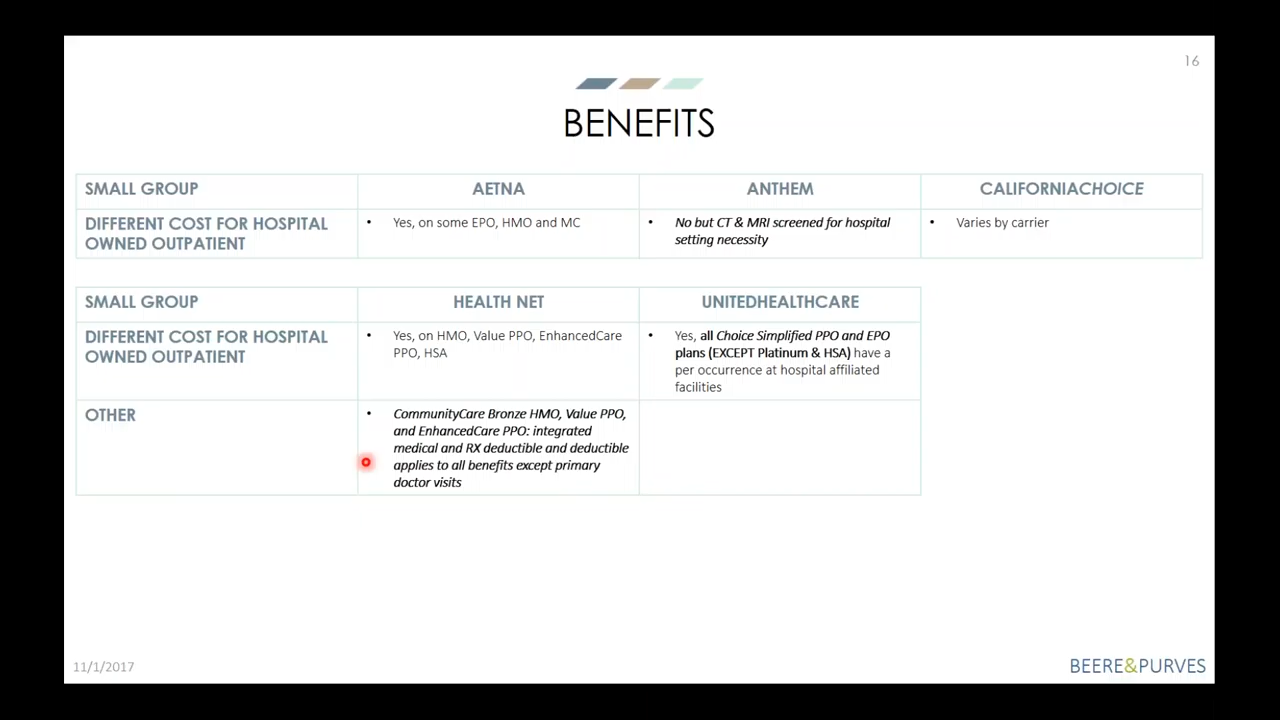 16
BENEFITS
SMALL GROUP
AETNA
ANTHEM
CALIFORNIACHOICE
DIFFERENT COST FOR HOSPITAL
OWNED OUTPATIENT
• Yes, on some EPO, HMO and MC
• No but CT & MRI screened for hospital
setting necessity
• Varies by carrier
SMALL GROUP
HEALTH NET
UNITEDHEALTHCARE
DIFFERENT COST FOR HOSPITAL
OWNED OUTPATIENT
• Yes, on HMO, Value PPO, EnhancedCare
PPO, HSA
• Yes, all Choice Simplified PPO and EPO
plans (EXCEPT Platinum & HSA) have a
per occurrence at hospital affiliated
facilities
OTHER
• CommunityCare Bronze HMO, Value PPO,
and EnhancedCare PPO: integrated
medical and RX deductible and deductible
applies to all benefits except primary
doctor visits
11/1/2017
BEERE&PURVES